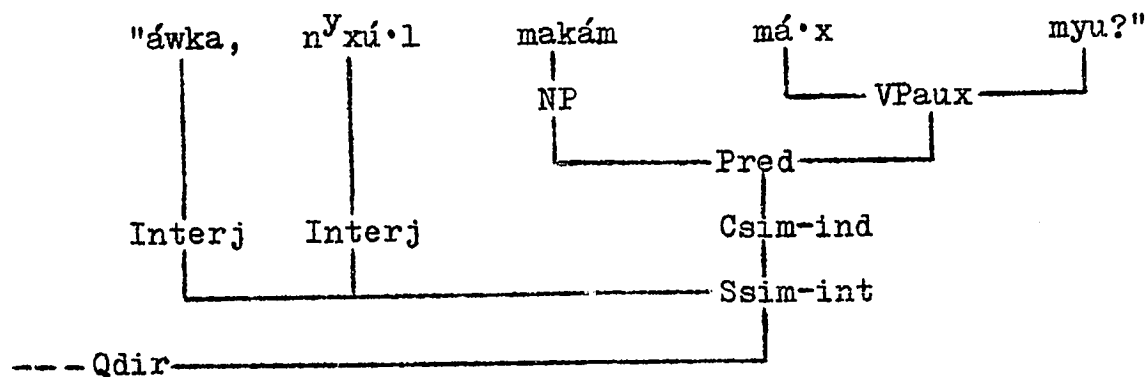 "áwka, nʸxú·l makám má·x myu?"
NP VPaux
Pred
Interj Interj Csim-ind
Ssim-int
---Qdir